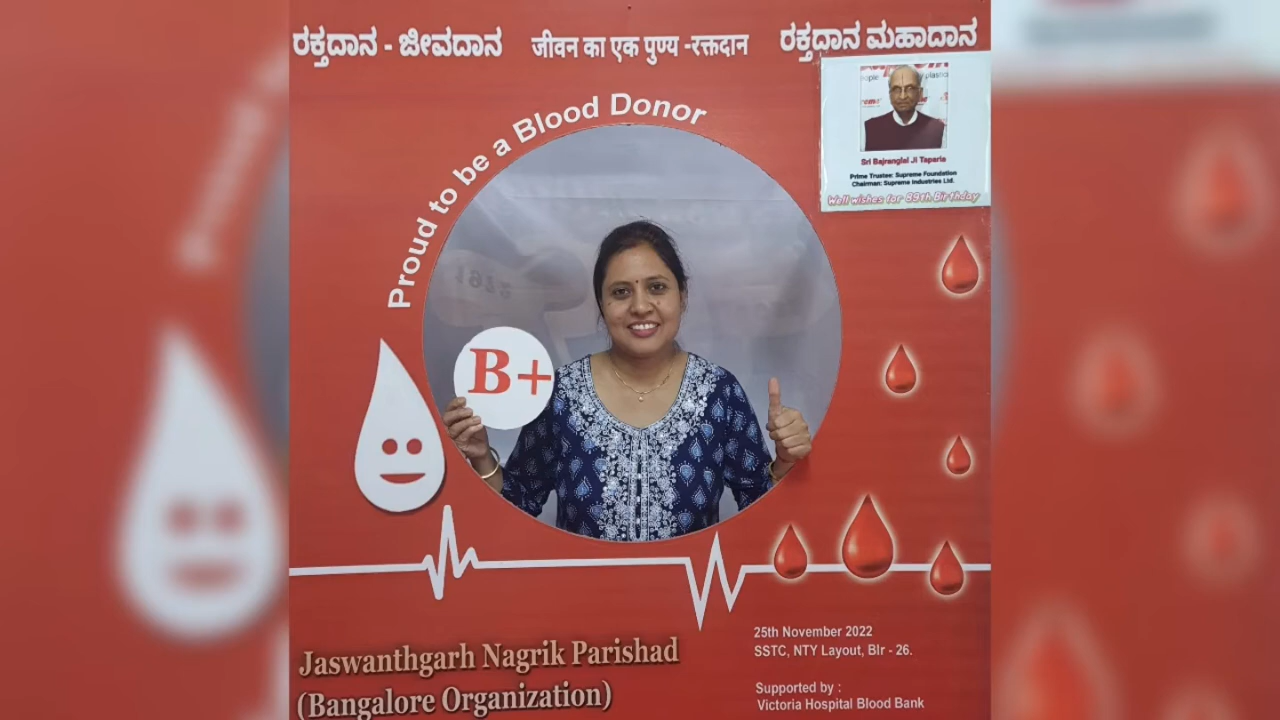 ರಕ್ತದಾನ - ಜೀವದಾನ
जीवन का एक पुण्य -रक्तदान
ರಕ್ತದಾನ ಮಹಾದಾನ
Proud to be a Blood Donor
Sri Bajranglal Ji Taparia
Prime Trustee: Supreme Foundation
Chairman: Supreme Industries Ltd.
Well wishes for 89th Birthday
B+
Jaswanthgarh Nagrik Parishad
(Bangalore Organization)
25th November 2022
SSTC, NTY Layout, Blr - 26.
Supported by :
Victoria Hospital Blood Bank